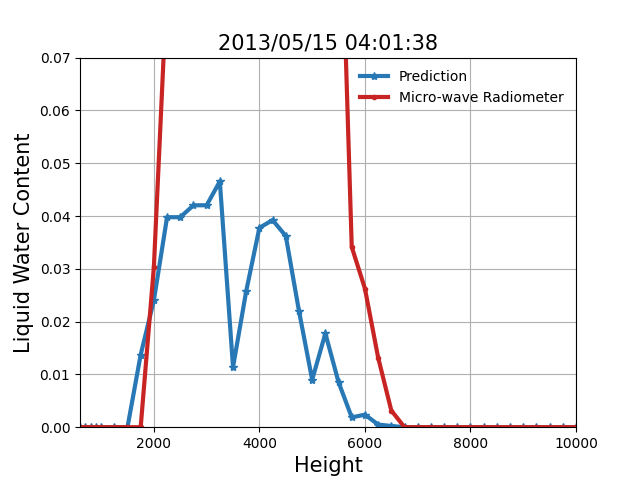 2013/05/15 04:01:38
Prediction
Micro-wave Radiometer
Liquid Water Content
0.07
0.06
0.05
0.04
0.03
0.02
0.01
0.00
2000 4000 6000 8000 10000
Height